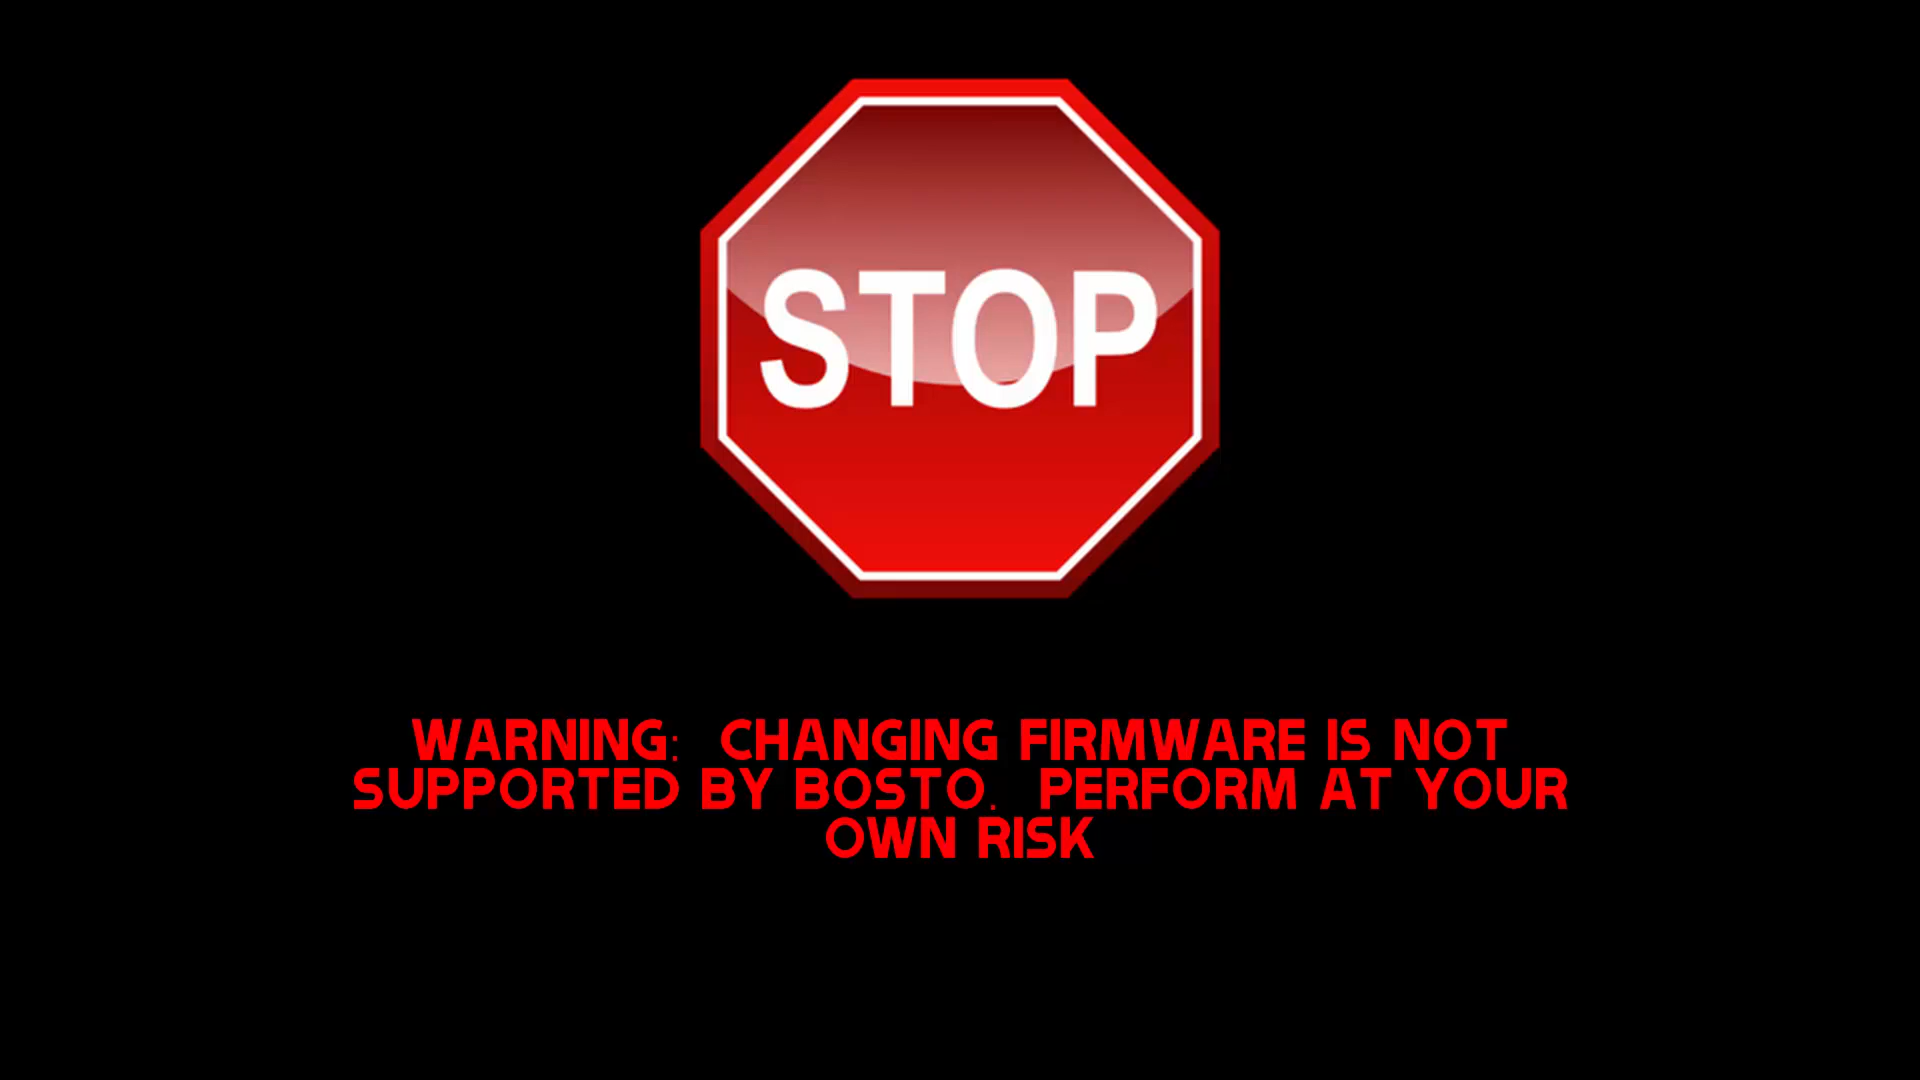 STOP
WARNING:  CHANGING FIRMWARE IS NOT
SUPPORTED BY BOSTO.  PERFORM AT YOUR
OWN RISK